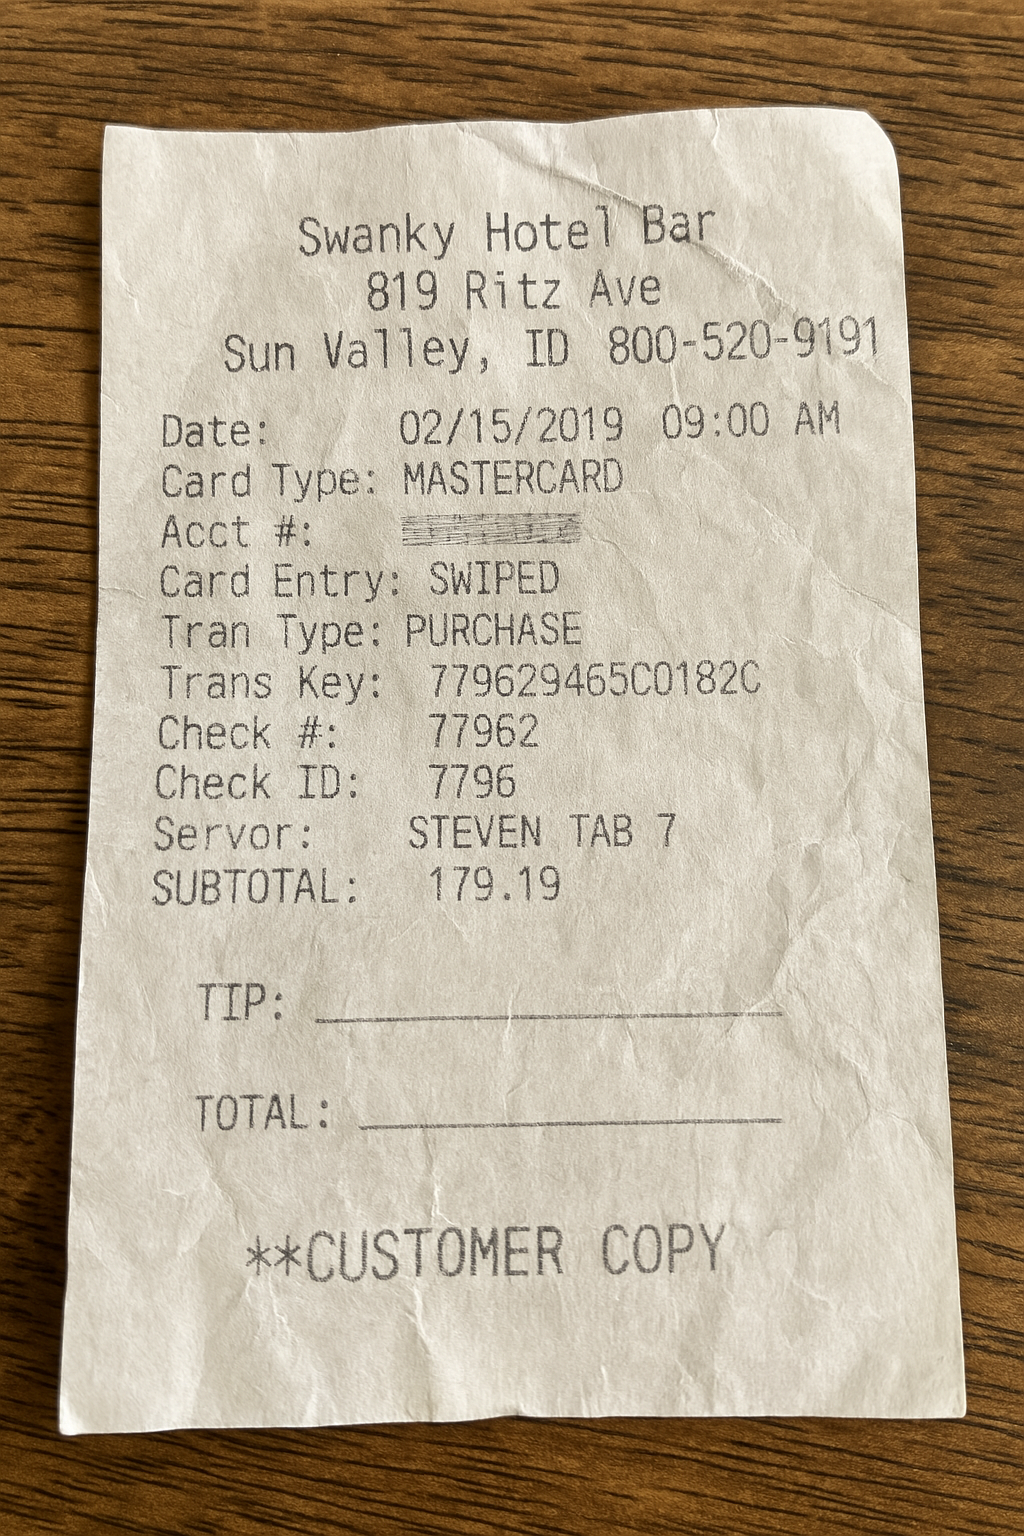 Swanky Hotel Bar
819 Ritz Ave
Sun Valley, ID 800-520-9191
Date: 02/15/2019 09:00 AM
Card Type: MASTERCARD
Acct #:
Card Entry: SWIPED
Tran Type: PURCHASE
Trans Key: 779629465C0182C
Check #: 77962
Check ID: 7796
Servor: STEVEN TAB 7
SUBTOTAL: 179.19
TIP:
TOTAL:
**CUSTOMER COPY